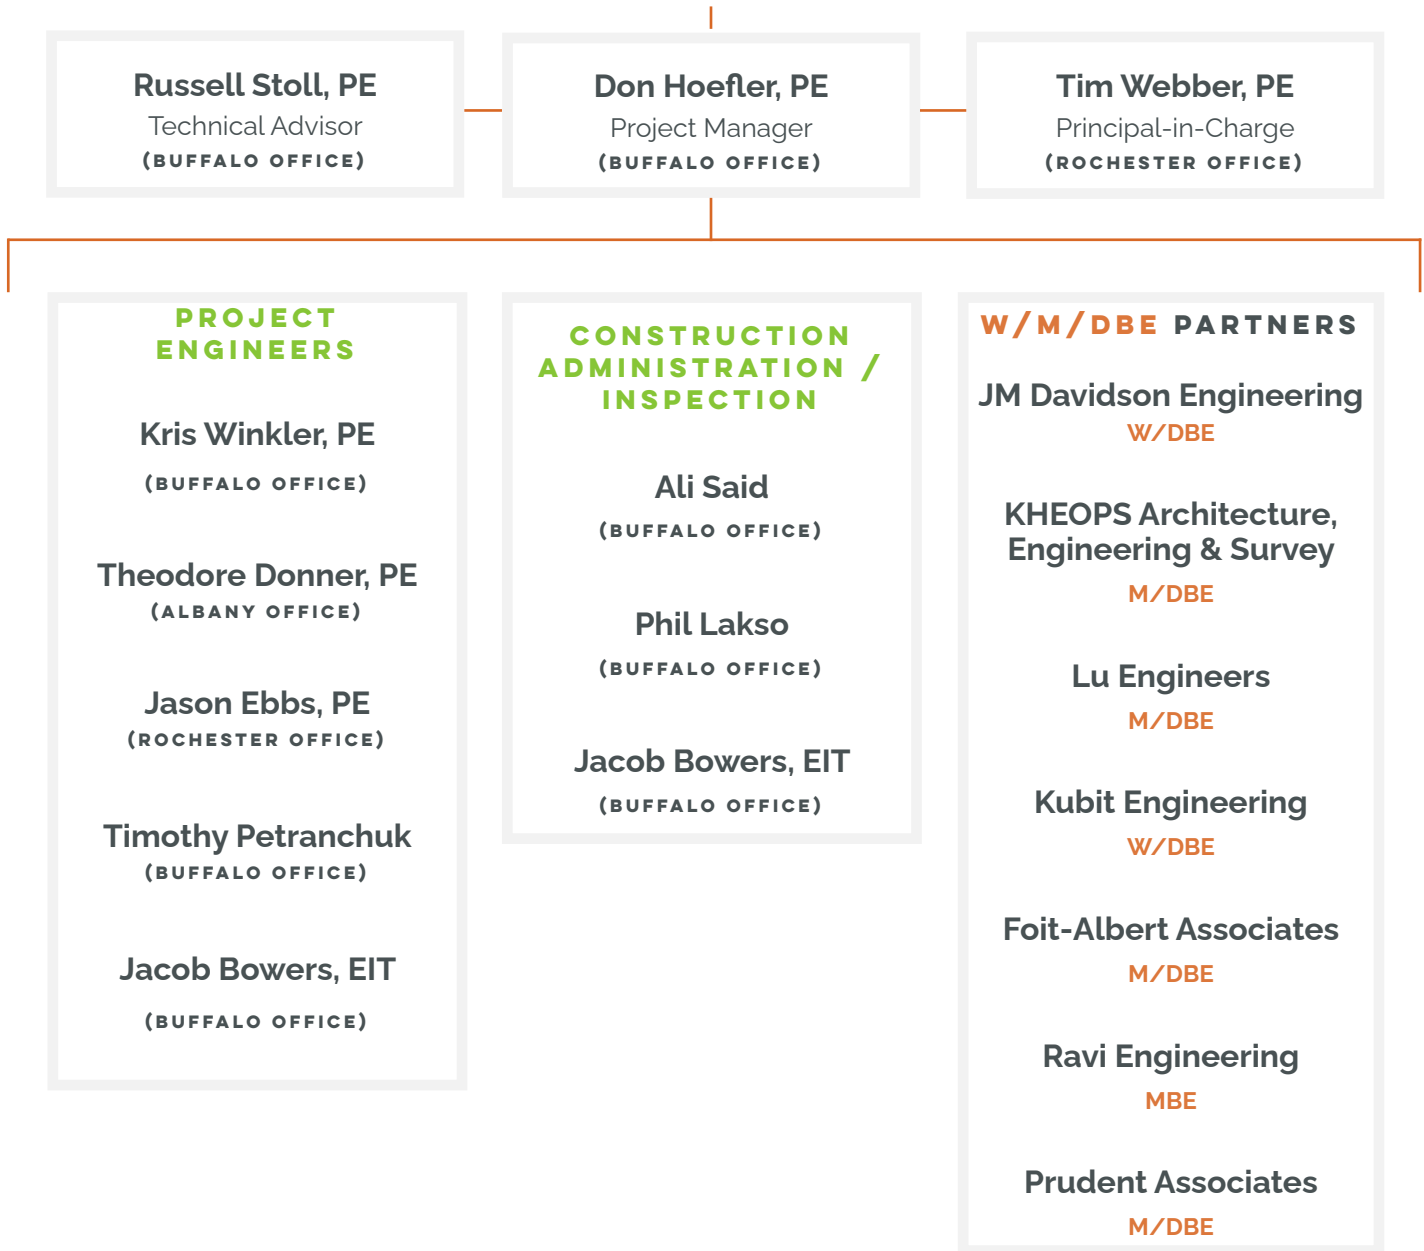 Russell Stoll, PE
Technical Advisor
(BUFFALO OFFICE)
Don Hoefler, PE
Project Manager
(BUFFALO OFFICE)
Tim Webber, PE
Principal-in-Charge
(ROCHESTER OFFICE)
PROJECT
ENGINEERS
Kris Winkler, PE
(BUFFALO OFFICE)
Theodore Donner, PE
(ALBANY OFFICE)
Jason Ebbs, PE
(ROCHESTER OFFICE)
Timothy Petranchuk
(BUFFALO OFFICE)
Jacob Bowers, EIT
(BUFFALO OFFICE)
CONSTRUCTION
ADMINISTRATION /
INSPECTION
Ali Said
(BUFFALO OFFICE)
Phil Lakso
(BUFFALO OFFICE)
Jacob Bowers, EIT
(BUFFALO OFFICE)
W/M/DBE PARTNERS
JM Davidson Engineering
W/DBE
KHEOPS Architecture,
Engineering & Survey
M/DBE
Lu Engineers
M/DBE
Kubit Engineering
W/DBE
Foit-Albert Associates
M/DBE
Ravi Engineering
MBE
Prudent Associates
M/DBE